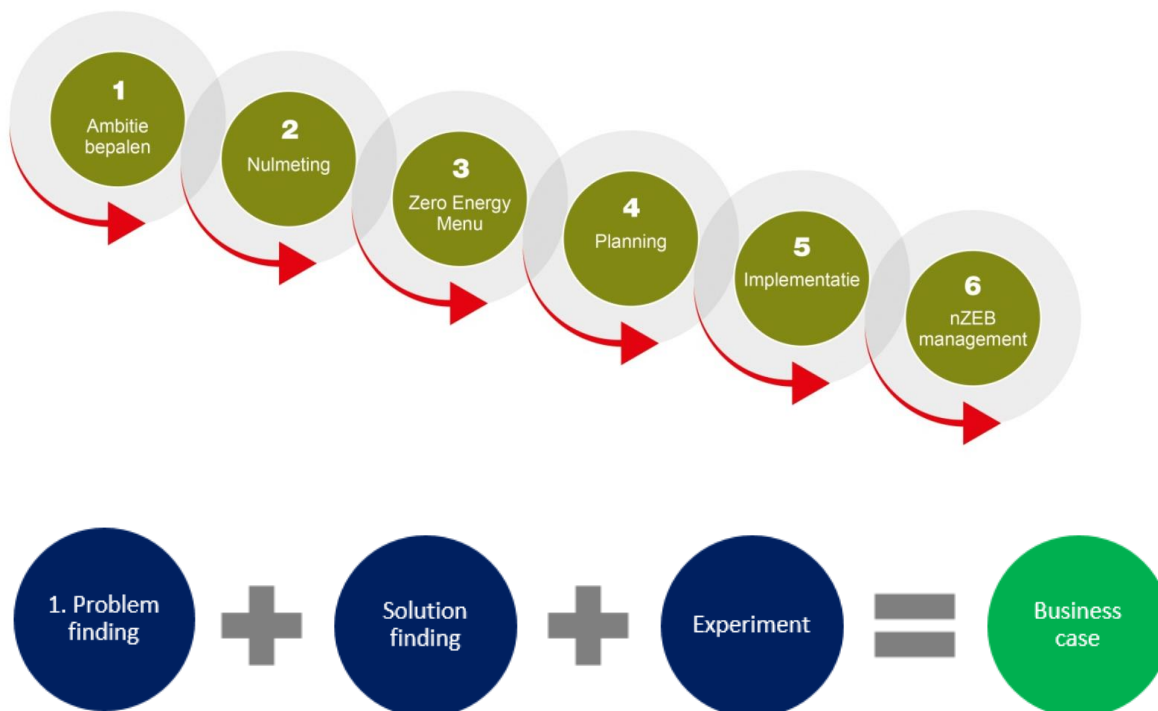 1
Ambitie
bepalen
2
Nulmeting
3
Zero Energy
Menu
4
Planning
5
Implementatie
6
nZEB
management
1. Problem
finding
Solution
finding
Experiment
Business
case